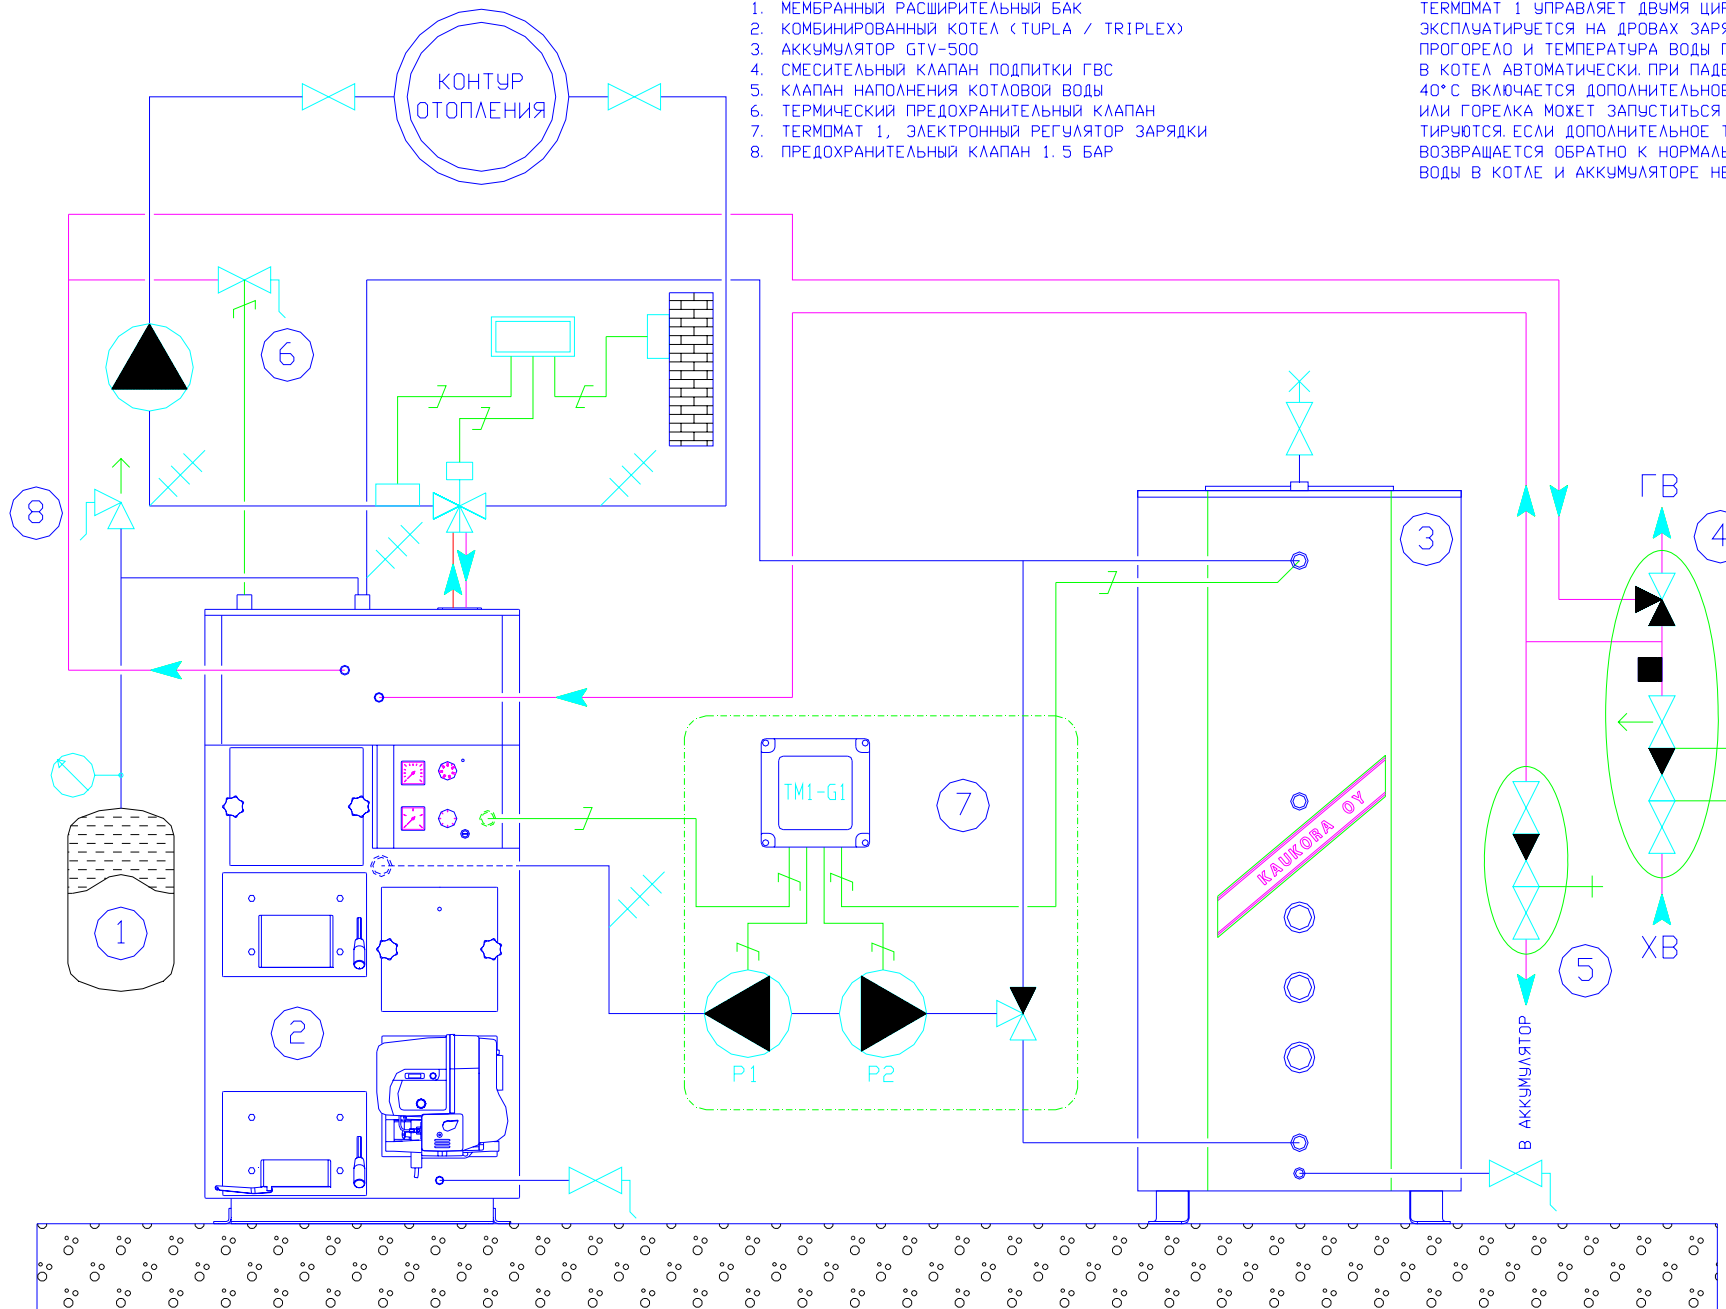 1. МЕМБРАННЫЙ РАСШИРИТЕЛЬНЫЙ БАК
2. КОМБИНИРОВАННЫЙ КОТЕЛ (TUPLA / TRIPLEX)
3. АККУМУЛЯТОР GTV-500
4. СМЕСИТЕЛЬНЫЙ КЛАПАН ПОДПИТКИ ГВС
5. КЛАПАН НАПОЛНЕНИЯ КОТЛОВОЙ ВОДЫ
6. ТЕРМИЧЕСКИЙ ПРЕДОХРАНИТЕЛЬНЫЙ КЛАПАН
7. TERMOMAT 1, ЭЛЕКТРОННЫЙ РЕГУЛЯТОР ЗАРЯДКИ
8. ПРЕДОХРАНИТЕЛЬНЫЙ КЛАПАН 1.5 БАР
TERMOMAT 1 УПРАВЛЯЕТ ДВУМЯ
ЭКСПЛУАТИРУЕТСЯ НА ДРОВАХ
ПРОГОРЕЛО И ТЕМПЕРАТУРА ВОДЫ
В КОТЕЛ АВТОМАТИЧЕСКИ. ПРИ
40°C ВКЛЮЧАЕТСЯ
ИЛИ ГОРЕЛКА МОЖЕТ ЗАПУСТИТЬСЯ
ТИРУЮТСЯ. ЕСЛИ ДОПОЛНИТЕЛЬНОЕ
ВОЗВРАЩАЕТСЯ ОБРАТНО К
ВОДЫ В КОТЛЕ И АККУМУЛЯТОРЕ
КОНТУР
ОТОПЛЕНИЯ
6
8
3
ГВ
4
TM1-G1
7
KAUKORA OY
1
2
P1
P2
5
ХВ
В АККУМУЛЯТОР